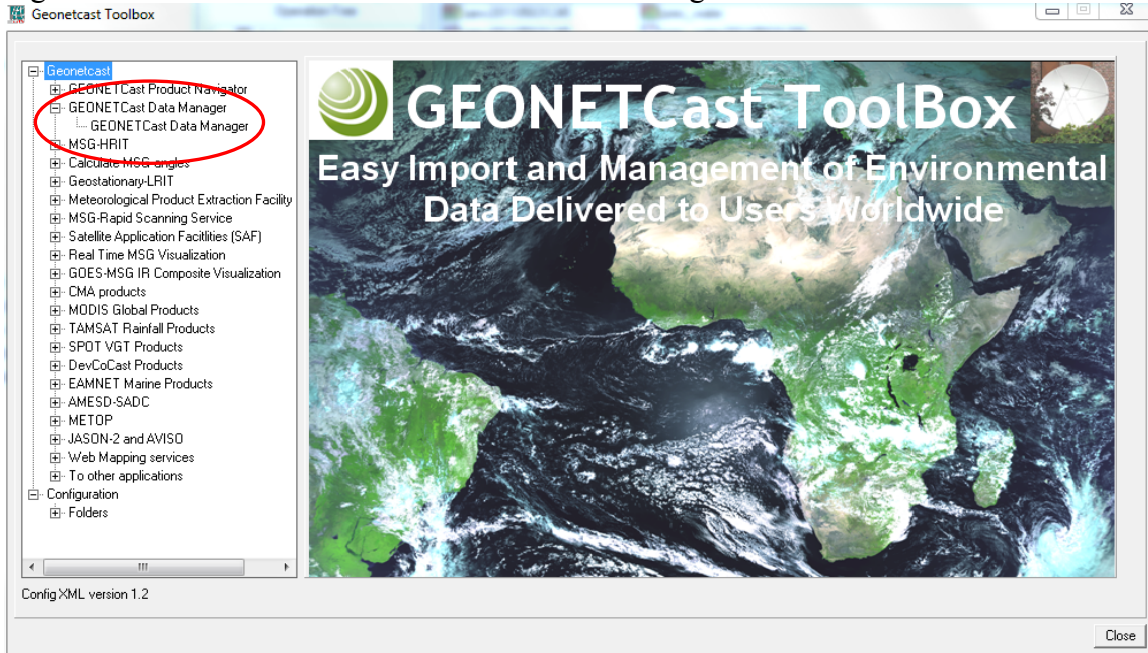 Geonetcast Toolbox
Geonetcast
GEONETCast Product Navigator
GEONETCast Data Manager
GEONETCast Data Manager
MSG-HRIT
Calculate MSG angles
Geostationary-LRIT
Meteorological Product Extraction Facility
MSG-Rapid Scanning Service
Satellite Application Facitlities (SAF)
Real Time MSG Visualization
GOES-MSG IR Composite Visualization
CMA products
MODIS Global Products
TAMSAT Rainfall Products
SPOT VGT Products
DevCoCast Products
EAMNET Marine Products
AMESD-SADC
METOP
JASON-2 and AVISO
Web Mapping services
To other applications
Configuration
Folders
GEONETCast ToolBox
Easy Import and Management of Environmental
Data Delivered to Users Worldwide
Config XML version 1.2
Close